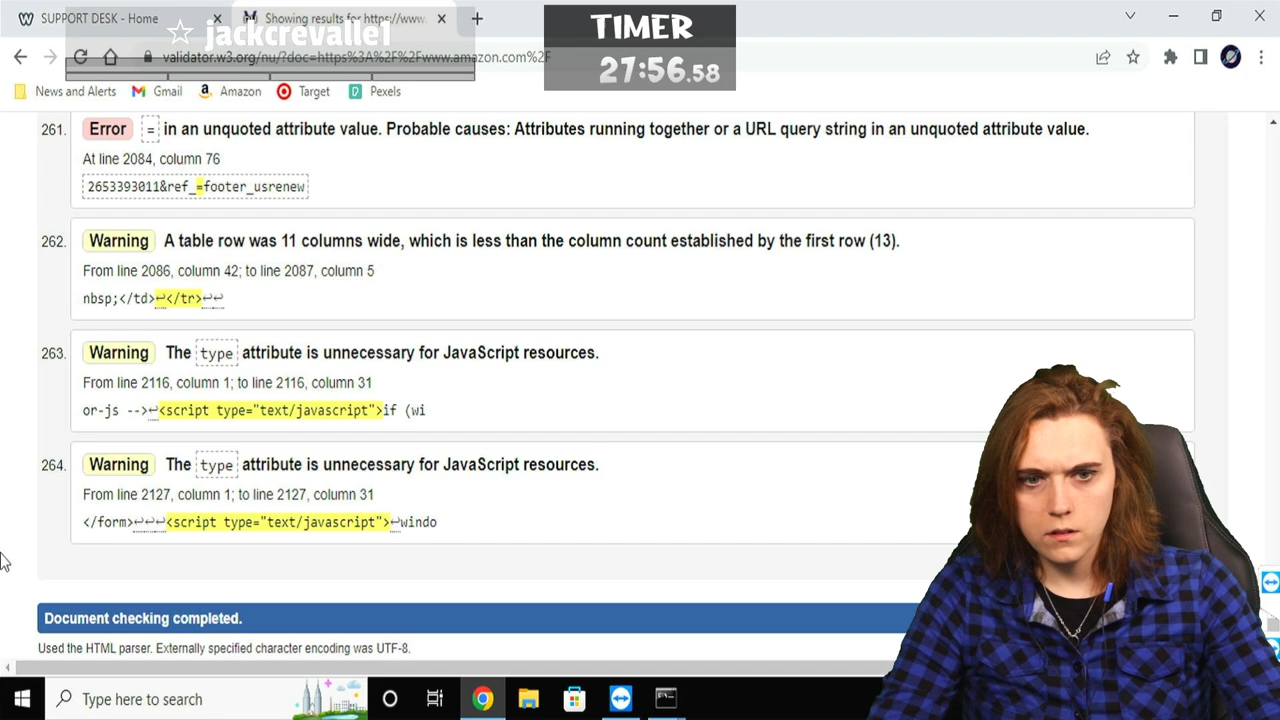 SUPPORT DESK - Home
Showing results for https://www.
jackcrevalle1
TIMER
27:56.58
validator.w3.org/nu/?doc=https%3A%2F%2Fwww.amazon.com%2F
News and Alerts
Gmail
Amazon
Target
Pexels
261. Error = in an unquoted attribute value. Probable causes: Attributes running together or a URL query string in an unquoted attribute value.
At line 2084, column 76
2653393011&ref_=footer_usrenew
262. Warning A table row was 11 columns wide, which is less than the column count established by the first row (13).
From line 2086, column 42; to line 2087, column 5
nbsp;</td>↩</tr>↩↩
263. Warning The type attribute is unnecessary for JavaScript resources.
From line 2116, column 1; to line 2116, column 31
or-js -->↩<script type="text/javascript">if (wi
264. Warning The type attribute is unnecessary for JavaScript resources.
From line 2127, column 1; to line 2127, column 31
</form>↩↩↩<script type="text/javascript">↩windo
Document checking completed.
Used the HTML parser. Externally specified character encoding was UTF-8.
Type here to search